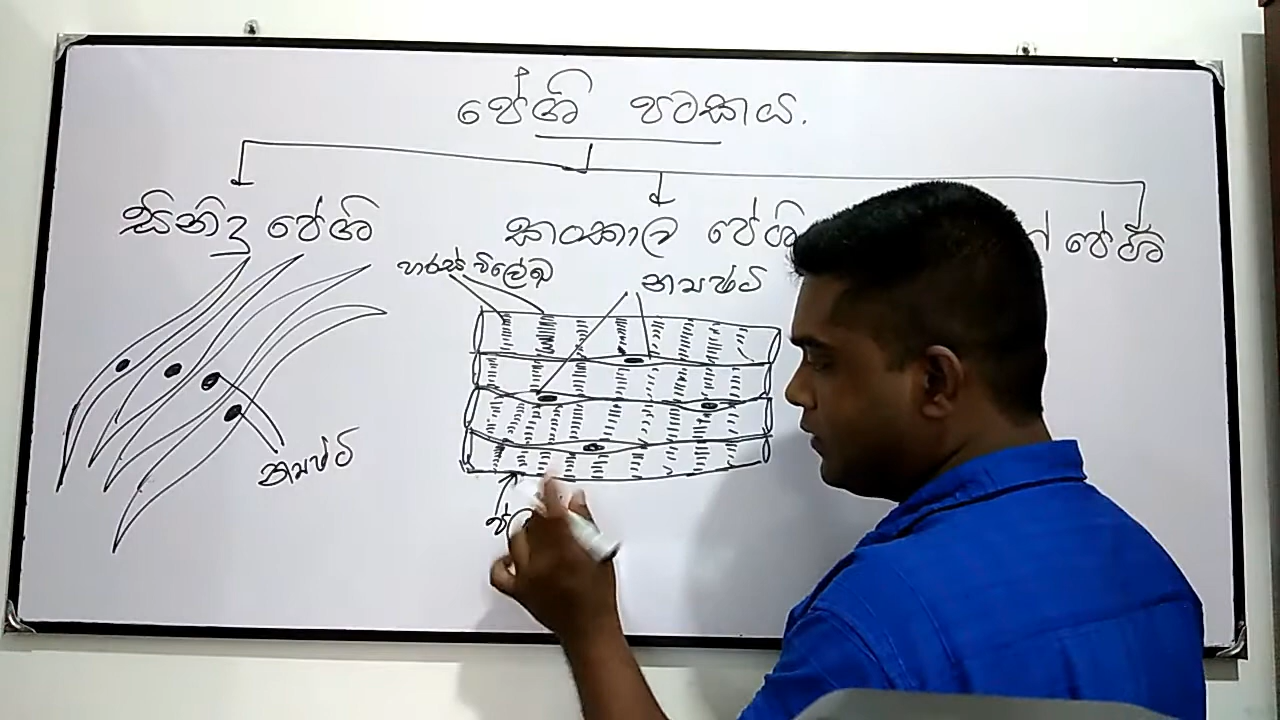 පේශි පටකය.
සිනිඳු පේශි
කංකාල පේශි
පේශි
හරස් විලේඛ
න්‍යෂ්ටි
න්‍යෂ්ටි